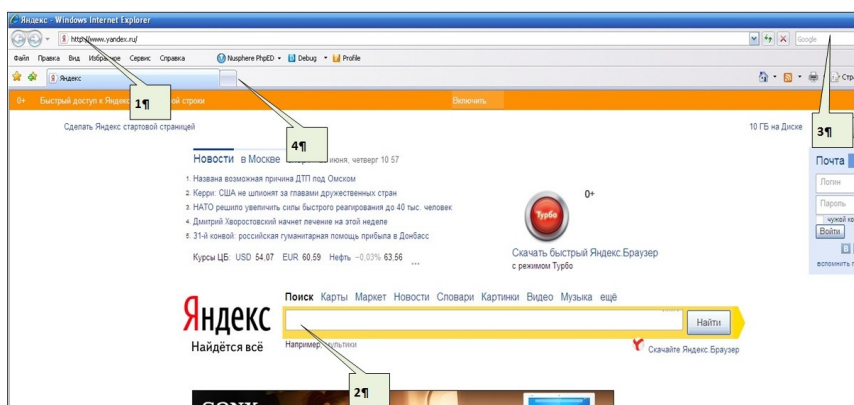 Яндекс - Windows Internet Explorer
http://www.yandex.ru/
Google
Файл Правка Вид Избранное Сервис Справка Nusphere PhpED Debug Profile
Яндекс
0+ Быстрый доступ к строки Включить
1¶
Сделать Яндекс стартовой страницей
10 ГБ на Диске
3¶
4¶
Новости в Москве июня, четверг 10 57
1. Названа возможная причина ДТП под Омском
2. Керри: США не шпионят за главами дружественных стран
3. НАТО решило увеличить силы быстрого реагирования до 40 тыс. человек
4. Дмитрий Хворостовский начнет лечение на этой неделе
5. 31-й конвой: российская гуманитарная помощь прибыла в Донбасс
Курсы ЦБ: USD 54,07 EUR 60,59 Нефть −0,03% 63,56 ...
Турбо
0+
Скачать быстрый Яндекс.Браузер
с режимом Турбо
Почта
Логин
Пароль
чужой
Войти
В
вспомнить
Поиск Карты Маркет Новости Словари Картинки Видео Музыка ещё
Яндекс
Найдётся всё
Найти
Например, мультики
Скачайте Яндекс.Браузер
2¶
SONY